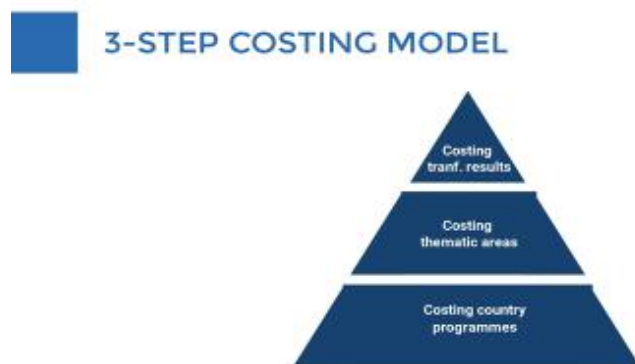 3-STEP COSTING MODEL
Costing
tranf. results
Costing
thematic areas
Costing country
programmes